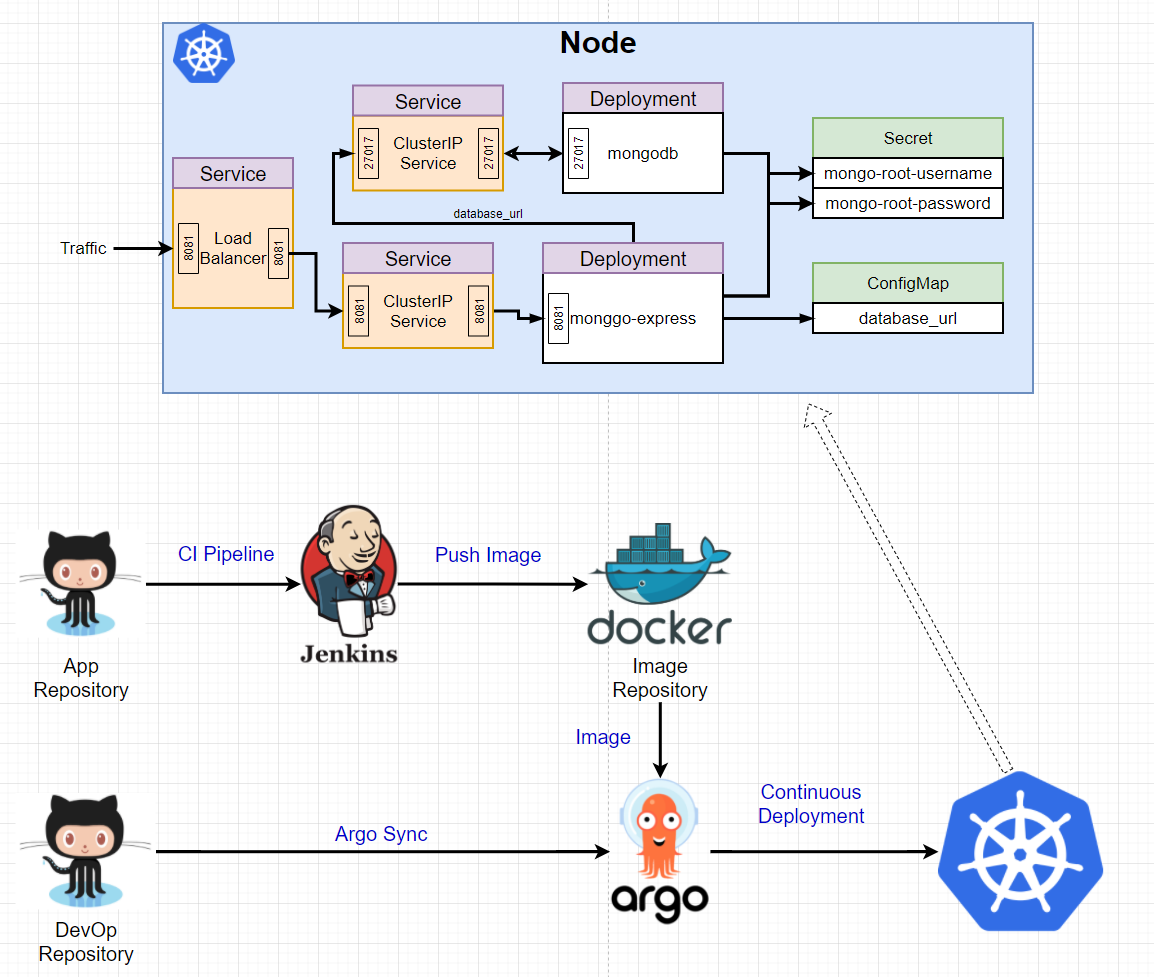 Node
Service
Deployment
27017
ClusterIP
Service
27017
27017
mongodb
Secret
mongo-root-username
mongo-root-password
Service
Traffic
8081
Load
Balancer
8081
database_url
Service
8081
ClusterIP
Service
8081
Deployment
8081
monggo-express
ConfigMap
database_url
CI Pipeline
Push Image
Jenkins
docker
App
Repository
Image
Repository
Image
Argo Sync
argo
Continuous
Deployment
DevOp
Repository